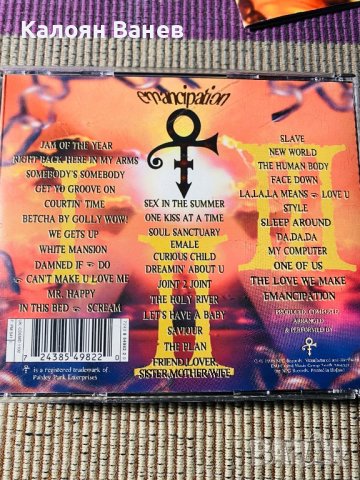 Калоян Ванев
emancipation
JAM OF THE YEAR
RIGHT BACK HERE IN MY ARMS
SOMEBODY'S SOMEBODY
GET YO GROOVE ON
COURTIN' TIME
BETCHA BY GOLLY WOW!
WE GETS UP
WHITE MANSION
DAMNED IF DO
CAN'T MAKE U LOVE ME
MR. HAPPY
IN THIS BED SCREAM
SEX IN THE SUMMER
ONE KISS AT A TIME
SOUL SANCTUARY
EMALE
CURIOUS CHILD
DREAMIN' ABOUT U
JOINT 2 JOINT
THE HOLY RIVER
LET'S HAVE A BABY
SAVIOUR
THE PLAN
FRIEND,LOVER,
SISTER,MOTHER/WIFE
SLAVE
NEW WORLD
THE HUMAN BODY
FACE DOWN
LA,LA,LA MEANS LOVE U
STYLE
SLEEP AROUND
DA,DA,DA
MY COMPUTER
ONE OF US
THE LOVE WE MAKE
EMANCIPATION
PRODUCED, COMPOSED
ARRANGED
& PERFORMED BY
7 24385 49822 0
is a registered trademark of
Paisley Park Enterprises